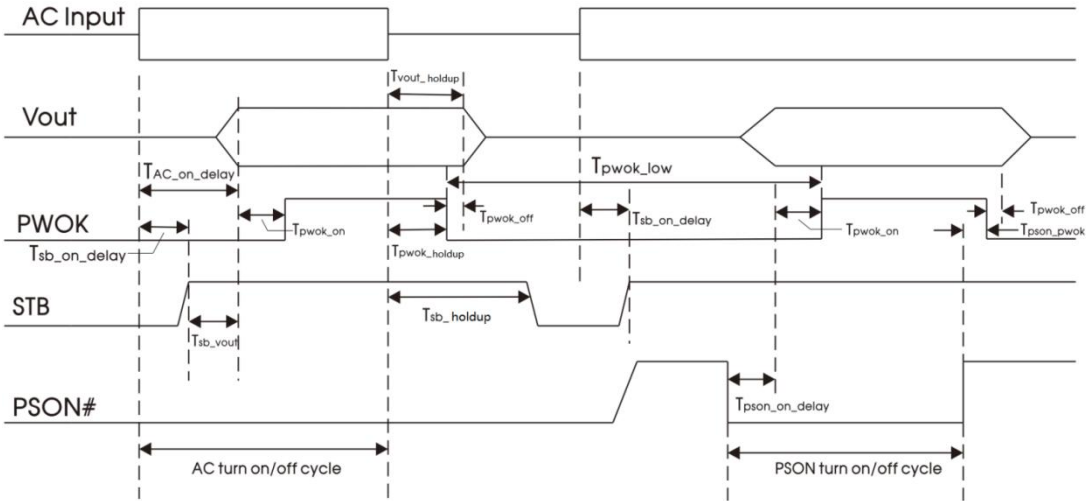 AC Input
Tvout_holdup
Vout
TAC_on_delay
Tpwok_low
PWOK
Tpwok_on
Tpwok_off
Tsb_on_delay
Tpwok_on
Tpwok_off
Tpson_pwok
Tsb_on_delay
Tpwok_holdup
STB
Tsb_vout
Tsb_holdup
PSON#
Tpson_on_delay
AC turn on/off cycle
PSON turn on/off cycle